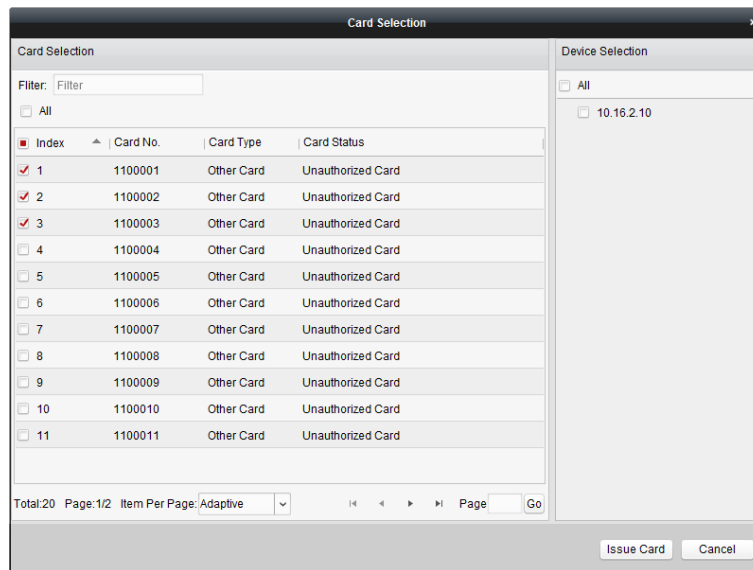 Card Selection
Card Selection
Fliter: Filter
All
Index Card No. Card Type Card Status
1 1100001 Other Card Unauthorized Card
2 1100002 Other Card Unauthorized Card
3 1100003 Other Card Unauthorized Card
4 1100004 Other Card Unauthorized Card
5 1100005 Other Card Unauthorized Card
6 1100006 Other Card Unauthorized Card
7 1100007 Other Card Unauthorized Card
8 1100008 Other Card Unauthorized Card
9 1100009 Other Card Unauthorized Card
10 1100010 Other Card Unauthorized Card
11 1100011 Other Card Unauthorized Card
Total:20 Page:1/2 Item Per Page: Adaptive Page Go
Device Selection
All
10.16.2.10
Issue Card Cancel